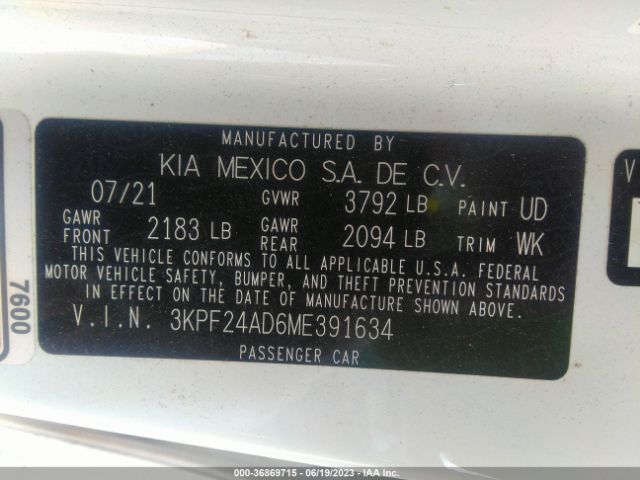 MANUFACTURED BY
KIA MEXICO S.A. DE C.V.
07/21 GVWR 3792 LB PAINT UD
GAWR FRONT 2183 LB GAWR REAR 2094 LB TRIM WK
THIS VEHICLE CONFORMS TO ALL APPLICABLE U.S.A. FEDERAL
MOTOR VEHICLE SAFETY, BUMPER, AND THEFT PREVENTION STANDARDS
IN EFFECT ON THE DATE OF MANUFACTURE SHOWN ABOVE.
V.I.N. 3KPF24AD6ME391634
PASSENGER CAR
7600
V
000-36869715 - 06/19/2023 - IAA Inc.